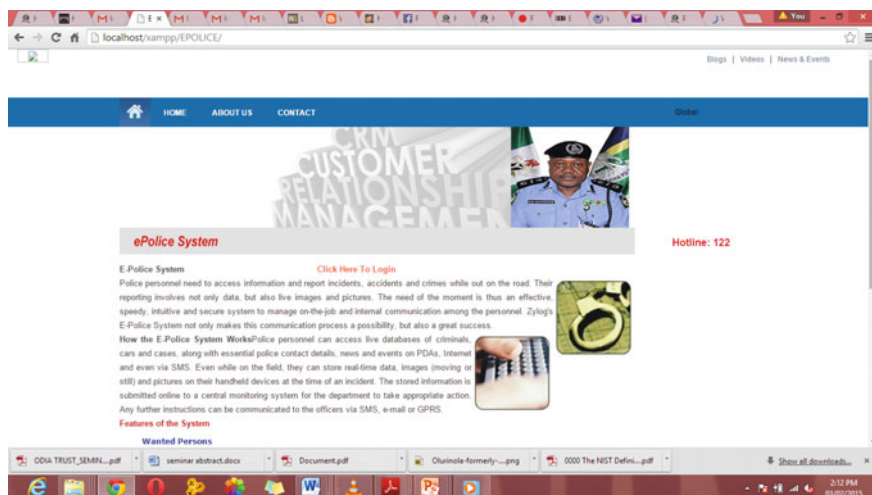 You
localhost/xampp/EPOLICE/
Blogs | Videos | News & Events
HOME ABOUT US CONTACT Global
CRM
CUSTOMER
RELATIONSHIP
MANAGEMEN
ePolice System
Hotline: 122
E-Police System Click Here To Login
Police personnel need to access information and report incidents, accidents and crimes while out on the road. Their
reporting involves not only data, but also live images and pictures. The need of the moment is thus an effective,
speedy, intuitive and secure system to manage on-the-job and internal communication among the personnel. Zylog's
E-Police System not only makes this communication process a possibility, but also a great success.
How the E-Police System WorksPolice personnel can access live databases of criminals,
cars and cases, along with essential police contact details, news and events on PDAs, Internet
and even via SMS. Even while on the field, they can store real-time data, images (moving or
still) and pictures on their handheld devices at the time of an incident. The stored information is
submitted online to a central monitoring system for the department to take appropriate action.
Any further instructions can be communicated to the officers via SMS, e-mail or GPRS.
Features of the System
Wanted Persons
ODIA TRUST_SEMIN....pdf seminar abstract.docx Document.pdf Olurinola-formerly-....png 0000 The NIST Defini....pdf Show all downloads...
2:12 PM
03/02/2015